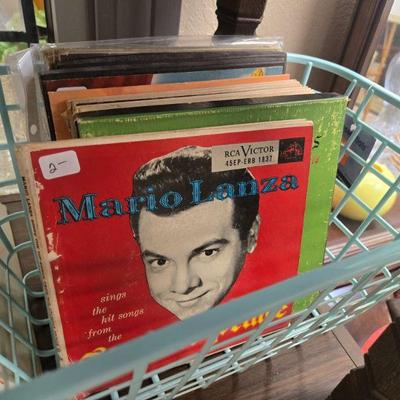 2-
RCA VICTOR
45EP-ERB 1837
Mario Lanza
sings
the
hit songs
from
the